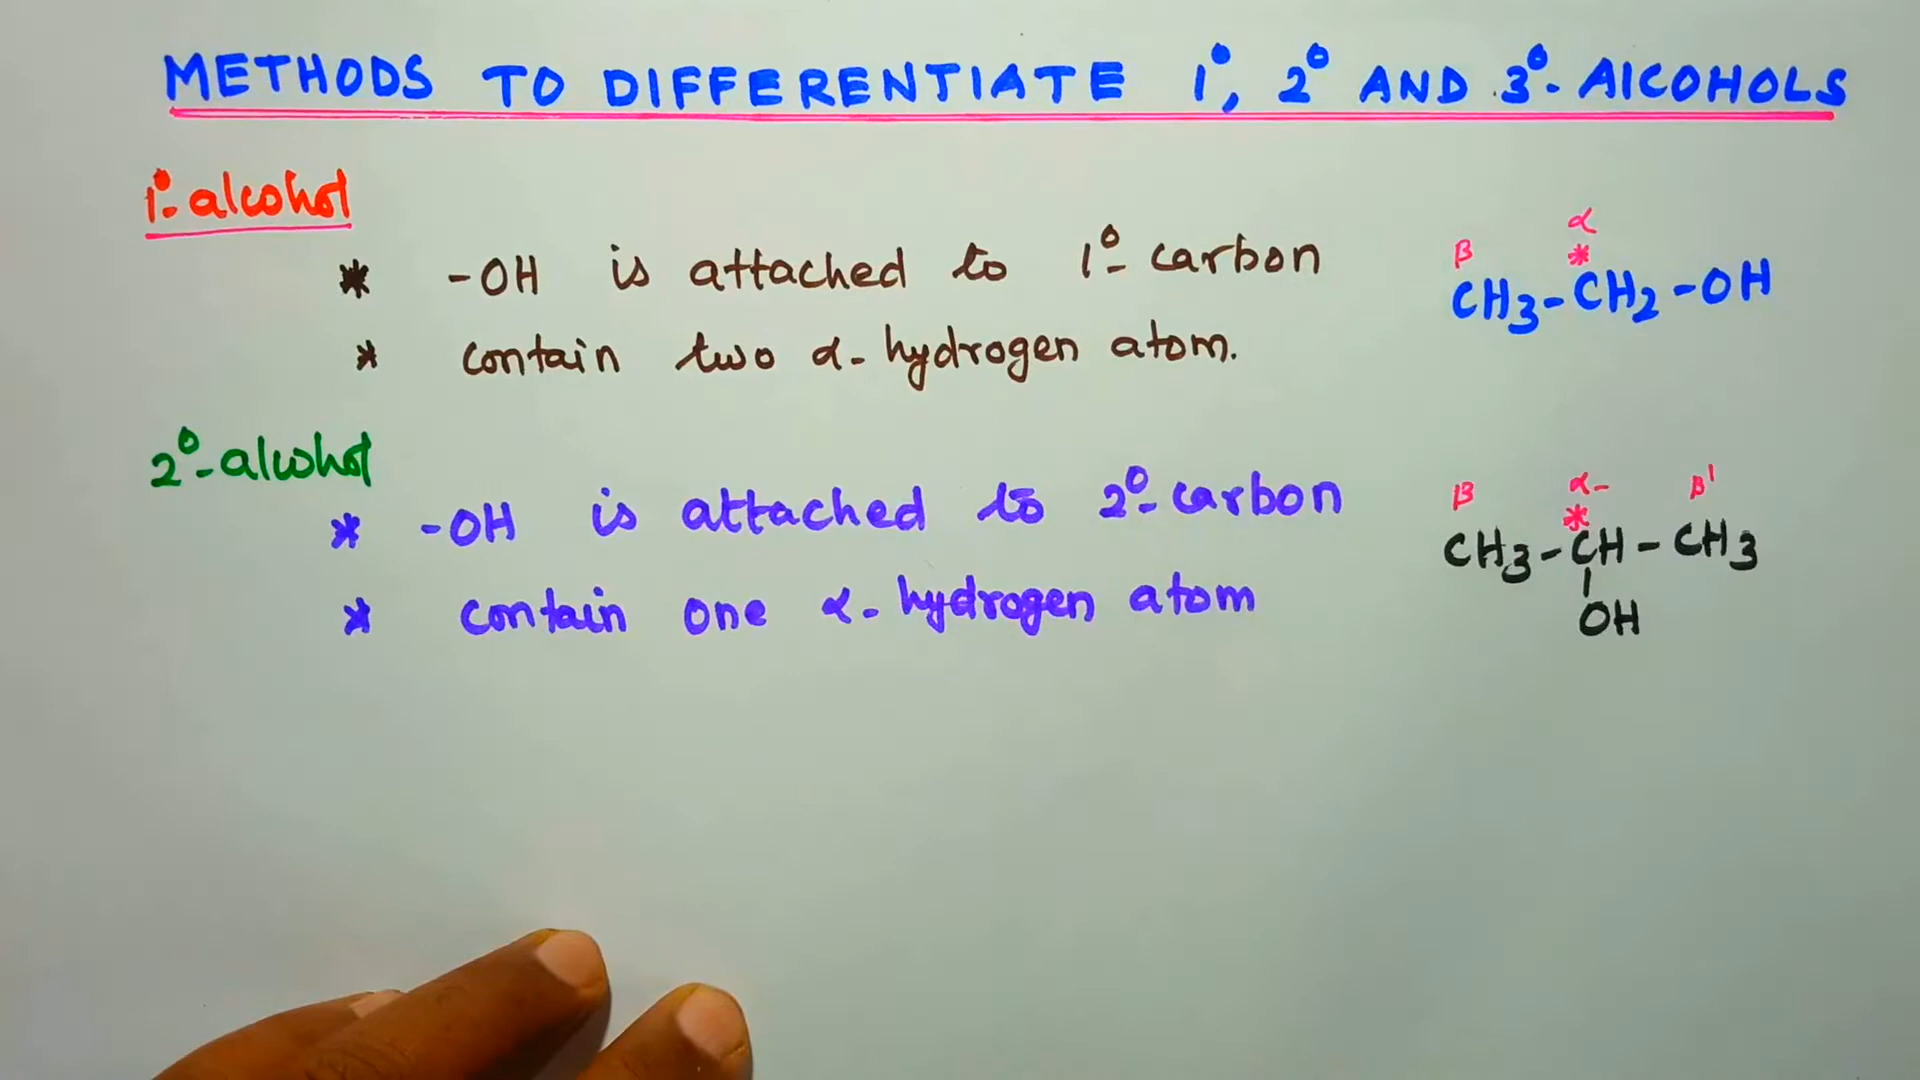 METHODS TO DIFFERENTIATE 1°, 2° AND 3°- AlCOHOLS
1°- alcohol
* -OH is attached to 1°- carbon
* contain two α- hydrogen atom.
β α
*
CH3-CH2-OH
2°-alcohol
* -OH is attached to 2°-carbon
* contain one α- hydrogen atom
β α- β'
*
CH3-CH-CH3
OH